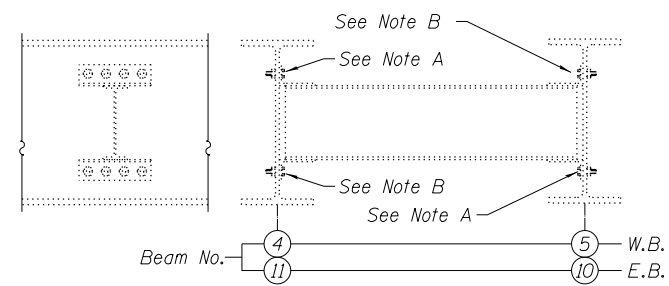 See Note B
See Note A
See Note B
See Note A
4 5 W.B.
Beam No.
11 10 E.B.